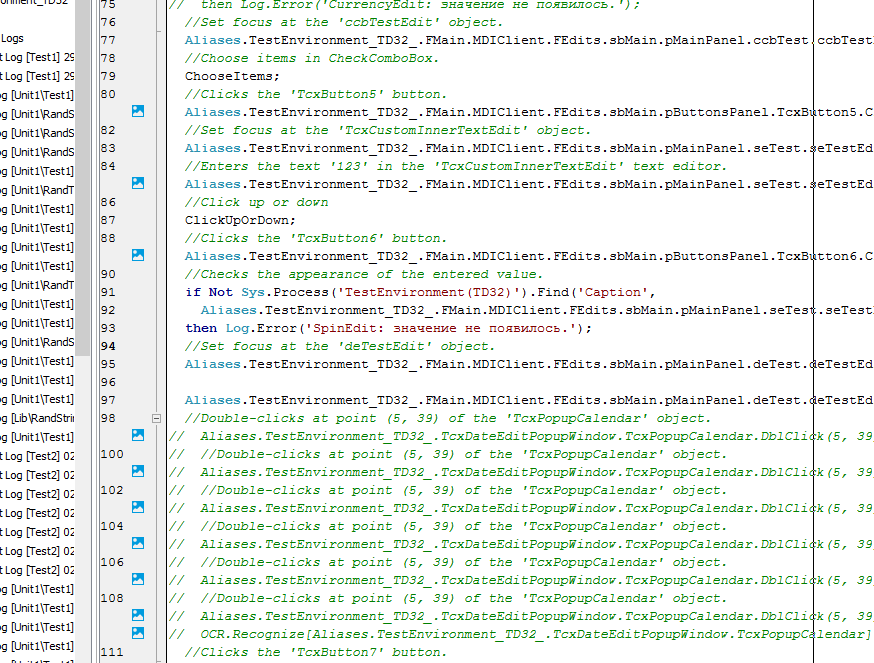 onment_TD32
Logs
t Log [Test1] 29
t Log [Test1] 29
og [Unit1\Test1]
og [Unit1\RandS
og [Unit1\RandS
og [Unit1\RandS
og [Unit1\Test1]
og [Unit1\RandT
og [Unit1\Test1]
og [Unit1\Test1]
og [Unit1\Test1]
og [Unit1\Test1]
og [Unit1\RandT
og [Unit1\Test1]
og [Unit1\Test1]
og [Unit1\RandS
og [Unit1\Test1]
og [Unit1\Test1]
og [Unit1\Test1]
og [Lib\RandStrin
og [Unit1\Test1]
t Log [Test2] 02
t Log [Test2] 02
t Log [Test2] 02
t Log [Test2] 02
t Log [Test2] 02
t Log [Test2] 02
t Log [Test2] 02
og [Unit1\Test1]
og [Unit1\Test1]
og [Unit1\Test1]
og [Unit1\Test1]
75 // then Log.Error('CurrencyEdit: значение не появилось.');
76 //Set focus at the 'ccbTestEdit' object.
77 Aliases.TestEnvironment_TD32_.FMain.MDIClient.FEdits.sbMain.pMainPanel.ccbTest.ccbTest
78 //Choose items in CheckComboBox.
79 ChooseItems;
80 //Clicks the 'TcxButton5' button.
Aliases.TestEnvironment_TD32_.FMain.MDIClient.FEdits.sbMain.pButtonsPanel.TcxButton5.C
82 //Set focus at the 'TcxCustomInnerTextEdit' object.
83 Aliases.TestEnvironment_TD32_.FMain.MDIClient.FEdits.sbMain.pMainPanel.seTest.seTestEd
84 //Enters the text '123' in the 'TcxCustomInnerTextEdit' text editor.
Aliases.TestEnvironment_TD32_.FMain.MDIClient.FEdits.sbMain.pMainPanel.seTest.seTestEd
86 //Click up or down
87 ClickUpOrDown;
88 //Clicks the 'TcxButton6' button.
Aliases.TestEnvironment_TD32_.FMain.MDIClient.FEdits.sbMain.pButtonsPanel.TcxButton6.C
90 //Checks the appearance of the entered value.
91 if Not Sys.Process('TestEnvironment(TD32)').Find('Caption',
92 Aliases.TestEnvironment_TD32_.FMain.MDIClient.FEdits.sbMain.pMainPanel.seTest.seTest
93 then Log.Error('SpinEdit: значение не появилось.');
94 //Set focus at the 'deTestEdit' object.
95 Aliases.TestEnvironment_TD32_.FMain.MDIClient.FEdits.sbMain.pMainPanel.deTest.deTestEd
96
97 Aliases.TestEnvironment_TD32_.FMain.MDIClient.FEdits.sbMain.pMainPanel.deTest.deTestEd
98 //Double-clicks at point (5, 39) of the 'TcxPopupCalendar' object.
// Aliases.TestEnvironment_TD32_.TcxDateEditPopupWindow.TcxPopupCalendar.DblClick(5, 39
100 // //Double-clicks at point (5, 39) of the 'TcxPopupCalendar' object.
// Aliases.TestEnvironment_TD32_.TcxDateEditPopupWindow.TcxPopupCalendar.DblClick(5, 39
102 // //Double-clicks at point (5, 39) of the 'TcxPopupCalendar' object.
// Aliases.TestEnvironment_TD32_.TcxDateEditPopupWindow.TcxPopupCalendar.DblClick(5, 39
104 // //Double-clicks at point (5, 39) of the 'TcxPopupCalendar' object.
// Aliases.TestEnvironment_TD32_.TcxDateEditPopupWindow.TcxPopupCalendar.DblClick(5, 39
106 // //Double-clicks at point (5, 39) of the 'TcxPopupCalendar' object.
// Aliases.TestEnvironment_TD32_.TcxDateEditPopupWindow.TcxPopupCalendar.DblClick(5, 39
108 // //Double-clicks at point (5, 39) of the 'TcxPopupCalendar' object.
// Aliases.TestEnvironment_TD32_.TcxDateEditPopupWindow.TcxPopupCalendar.DblClick(5, 39
// OCR.Recognize[Aliases.TestEnvironment_TD32_.TcxDateEditPopupWindow.TcxPopupCalendar]
111 //Clicks the 'TcxButton7' button.